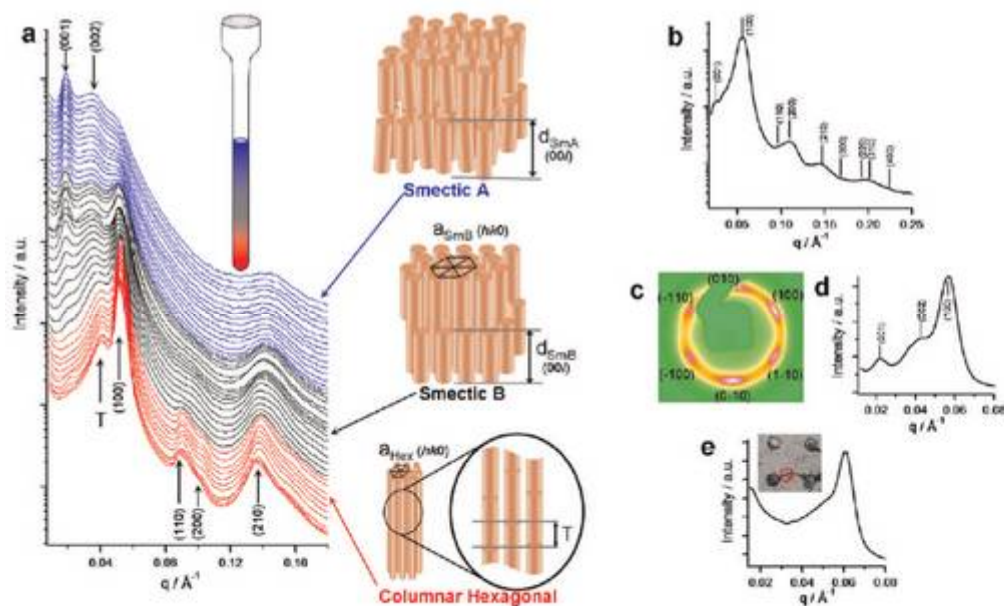 a
(001)
(002)
Intensity / a.u.
T
(100)
(110)
(200)
(210)
0.04
0.08
0.12
0.16
q / Å⁻¹
d SmA
(00l)
Smectic A
a SmB (hk0)
d SmB
(00l)
Smectic B
a Hex (hk0)
T
Columnar Hexagonal
b
Intensity / a.u.
(001)
(100)
(110)
(200)
(210)
(300)
(220)
(310)
(400)
0.05
0.10
0.15
0.20
0.25
q / Å⁻¹
c
(010)
(-110)
(100)
(-100)
(1-10)
(0-10)
d
Intensity / a.u.
(001)
(002)
(100)
0.02
0.04
0.06
0.08
q / Å⁻¹
e
Intensity / a.u.
0.02
0.04
0.06
0.08
q / Å⁻¹